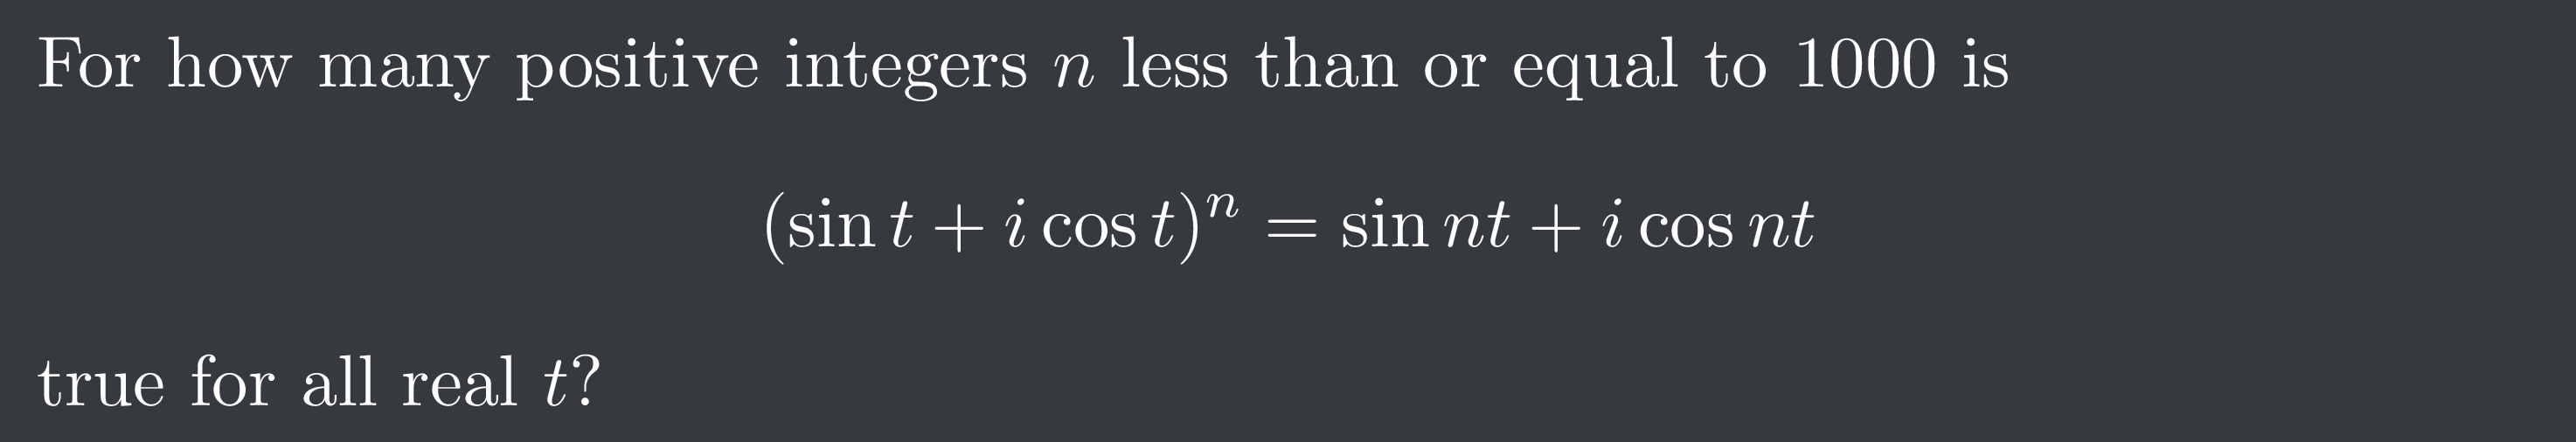 For how many positive integers n less than or equal to 1000 is
(sin t + i cos t)^n = sin nt + i cos nt
true for all real t?